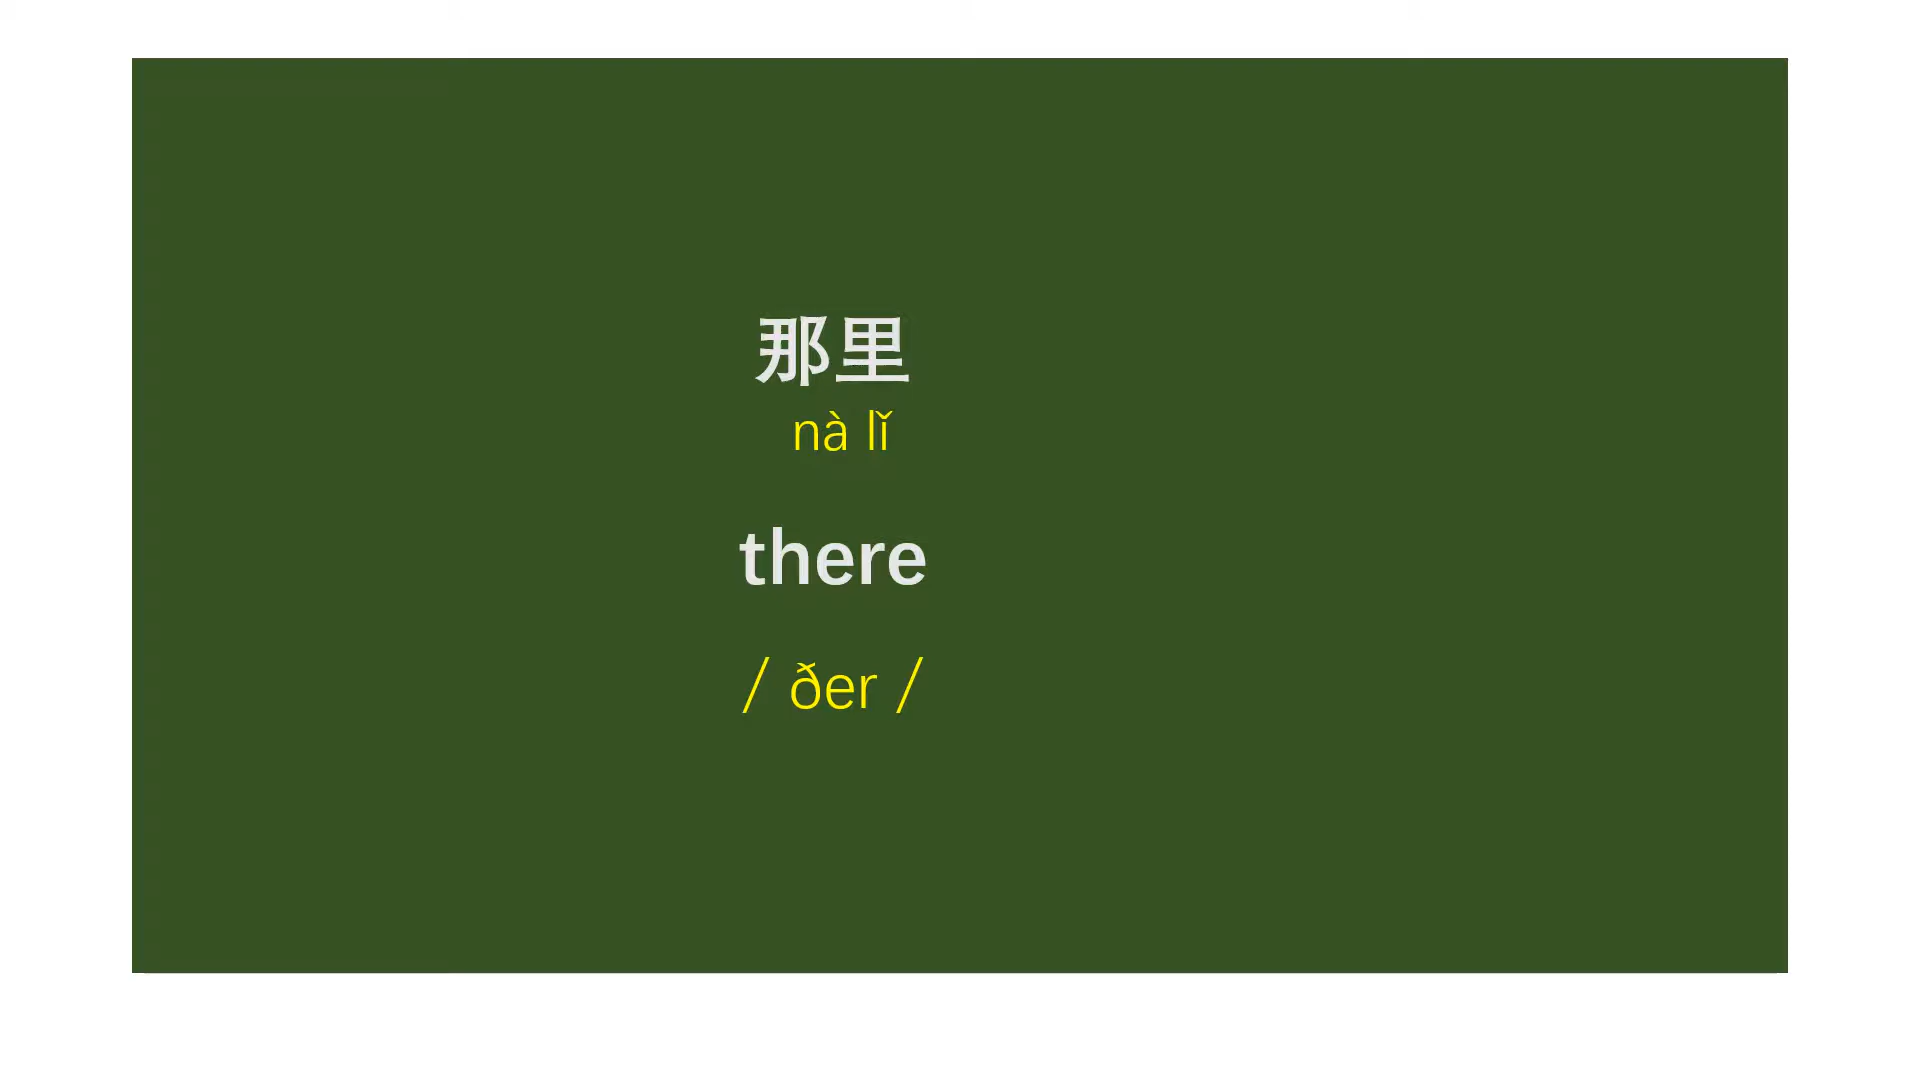 那里
nà lǐ
there
/ ðer /